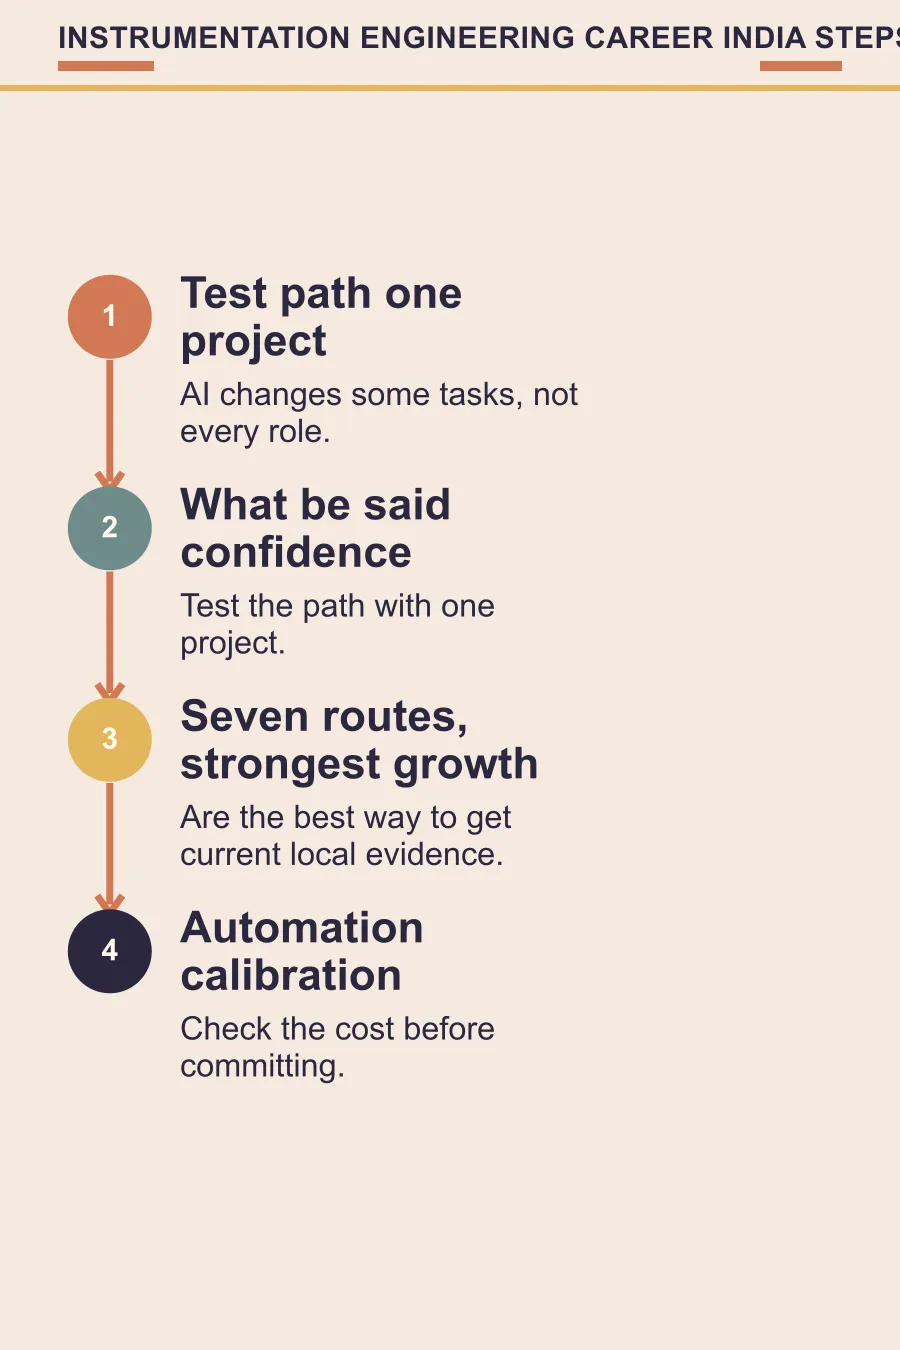 INSTRUMENTATION ENGINEERING CAREER INDIA STEPS
1
Test path one
project
AI changes some tasks, not
every role.
2
What be said
confidence
Test the path with one
project.
3
Seven routes,
strongest growth
Are the best way to get
current local evidence.
4
Automation
calibration
Check the cost before
committing.